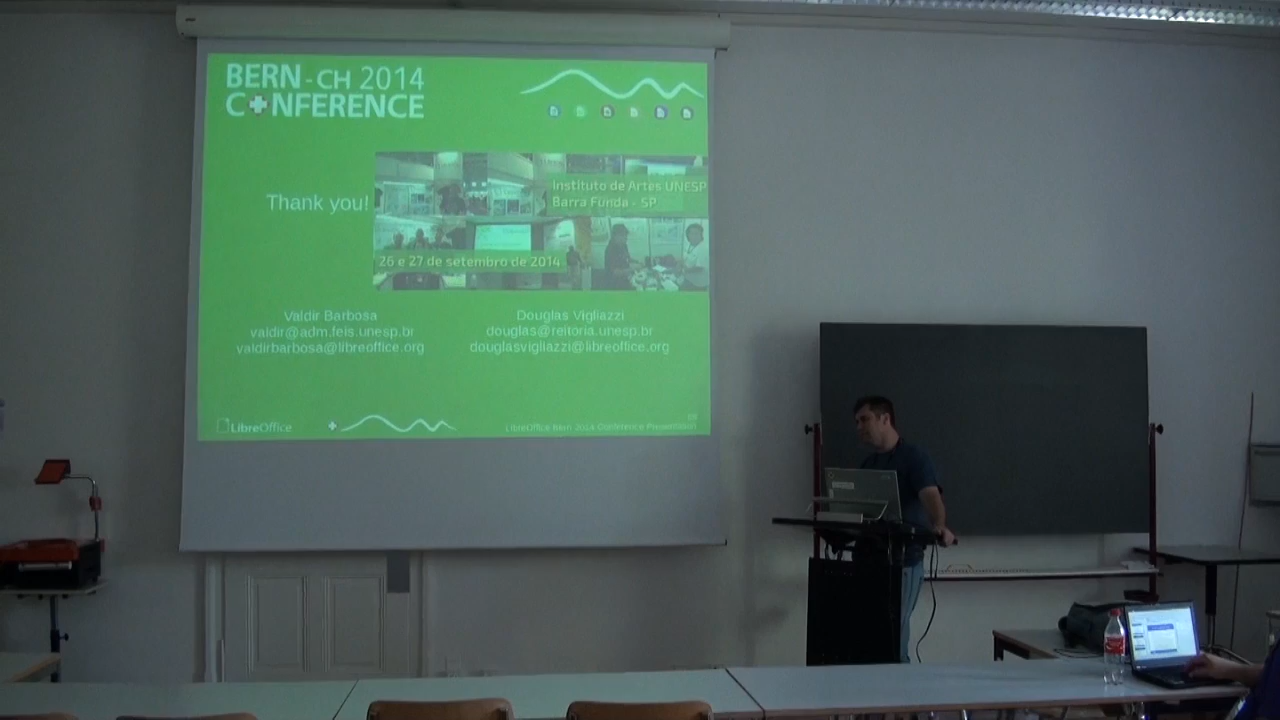 BERN - CH 2014
CONFERENCE
Thank you!
Instituto de Artes UNESP
Barra Funda - SP
26 e 27 de setembro de 2014
Valdir Barbosa
valdir@adm.feis.unesp.br
valdirbarbosa@libreoffice.org
Douglas Vigliazzi
douglas@reitoria.unesp.br
douglasvigliazzi@libreoffice.org
LibreOffice
LibreOffice Bern 2014 Conference Presentation